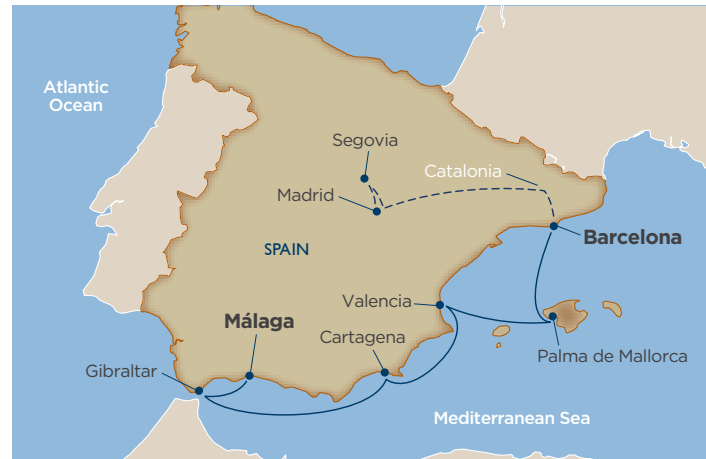 Atlantic
Ocean
Segovia
Catalonia
Madrid
Barcelona
SPAIN
Valencia
Málaga
Cartagena
Palma de Mallorca
Gibraltar
Mediterranean Sea